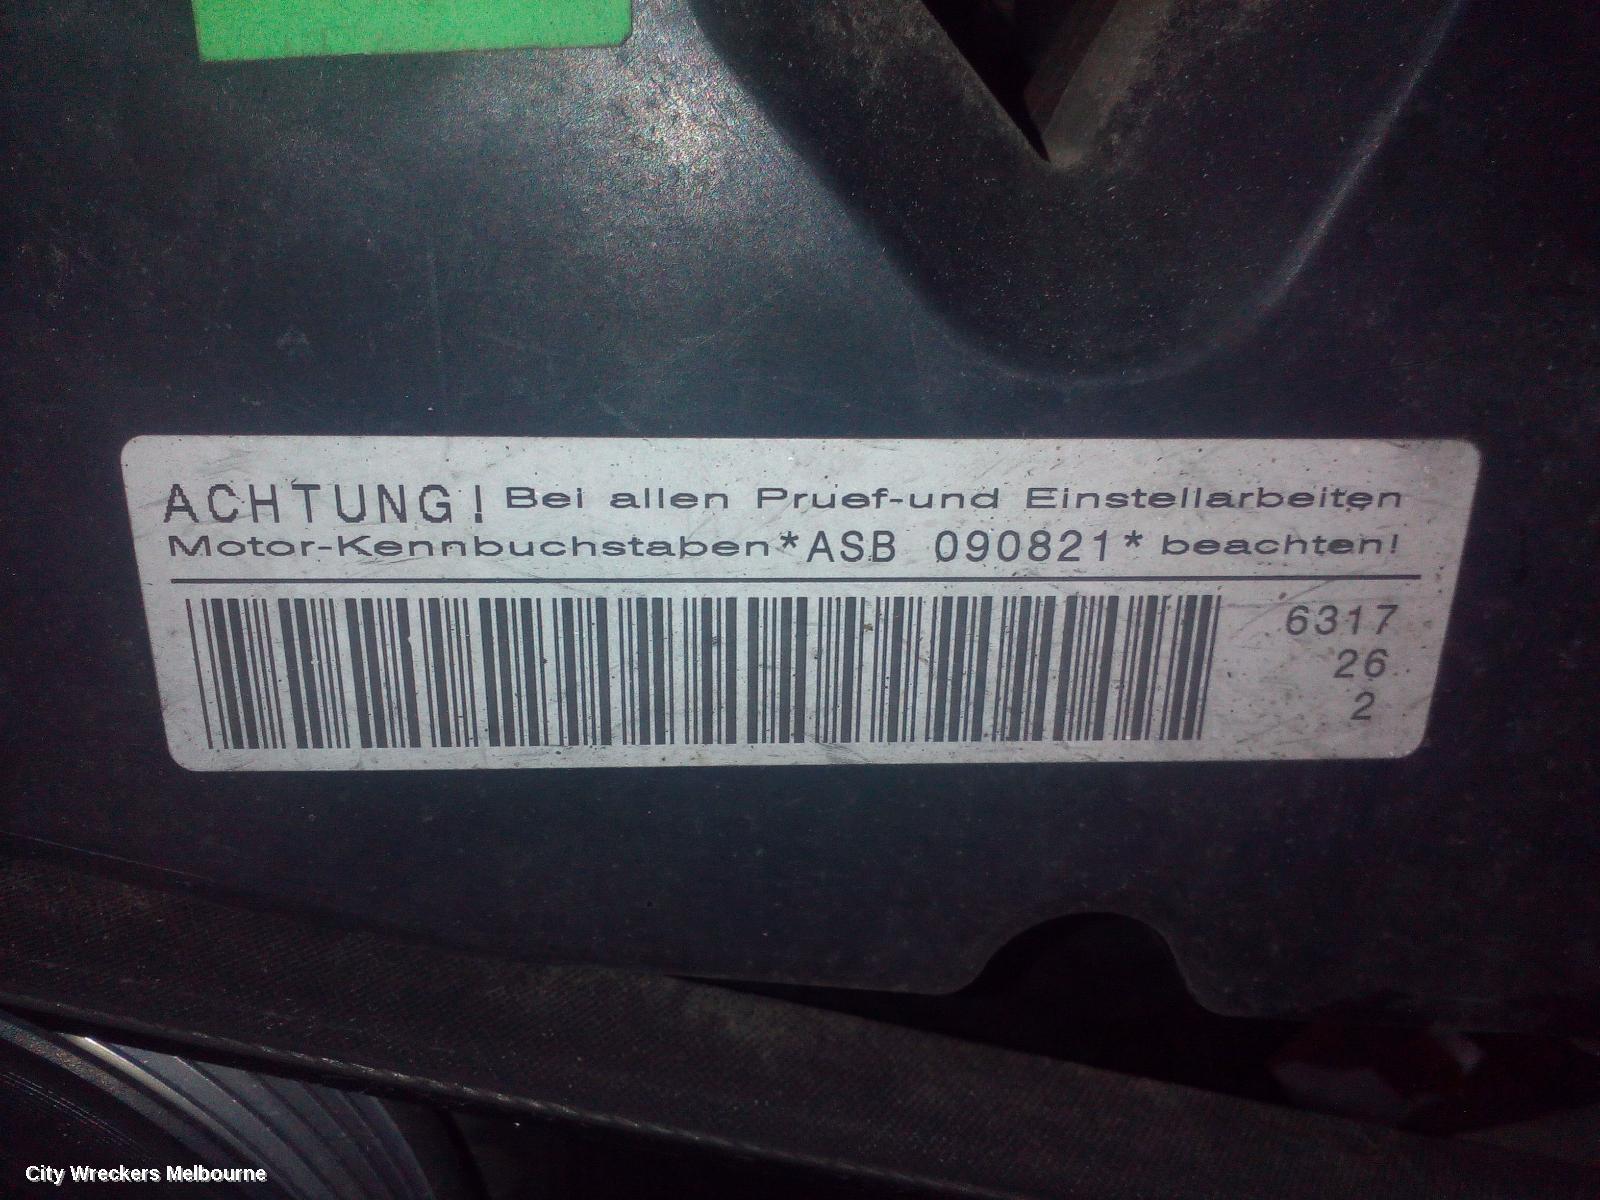 ACHTUNG! Bei allen Pruef-und Einstellarbeiten
Motor-Kennbuchstaben*ASB 090821* beachten!
6317
26
2
City Wreckers Melbourne